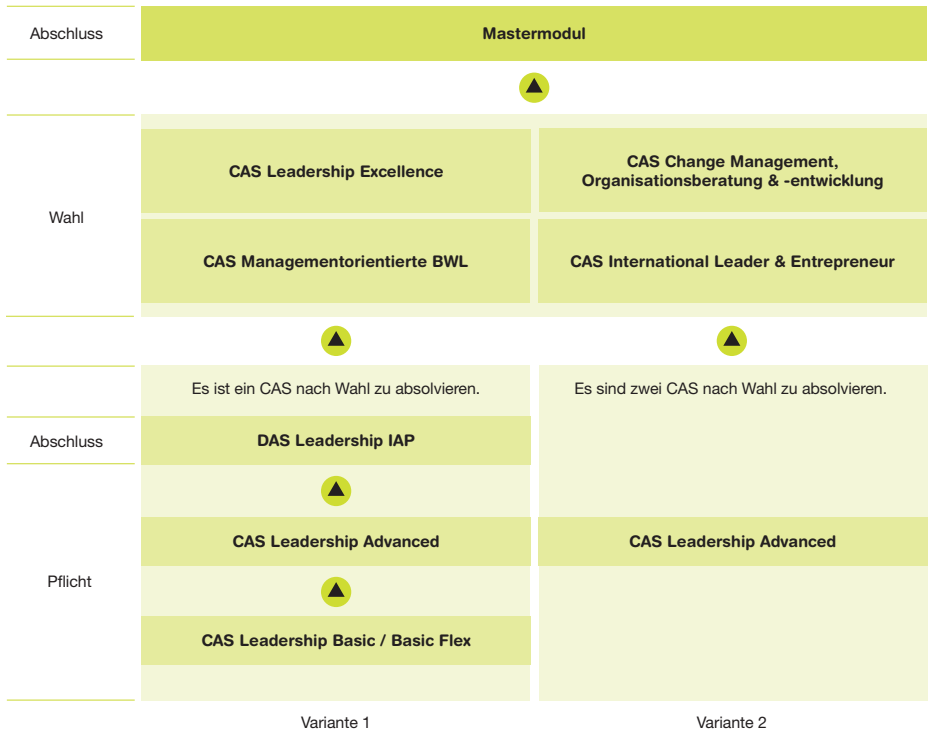 Abschluss
Mastermodul
Wahl
CAS Leadership Excellence
CAS Change Management,
Organisationsberatung & -entwicklung
CAS Managementorientierte BWL
CAS International Leader & Entrepreneur
Es ist ein CAS nach Wahl zu absolvieren.
Es sind zwei CAS nach Wahl zu absolvieren.
Abschluss
DAS Leadership IAP
Pflicht
CAS Leadership Advanced
CAS Leadership Advanced
CAS Leadership Basic / Basic Flex
Variante 1
Variante 2